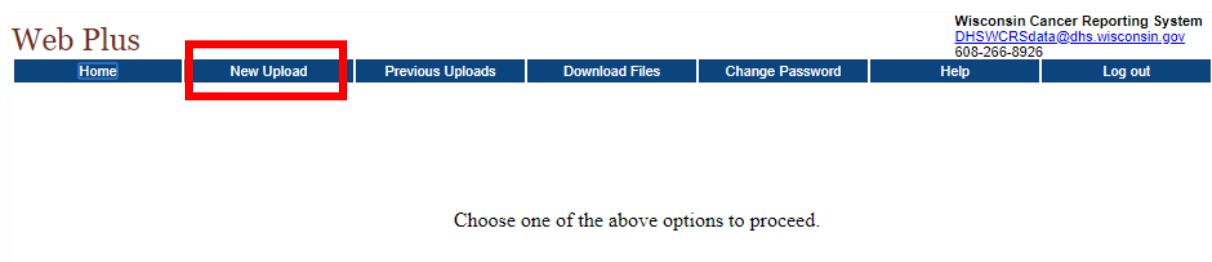 Web Plus
Wisconsin Cancer Reporting System
DHSWCRSdata@dhs.wisconsin.gov
608-266-8926
Home New Upload Previous Uploads Download Files Change Password Help Log out
Choose one of the above options to proceed.